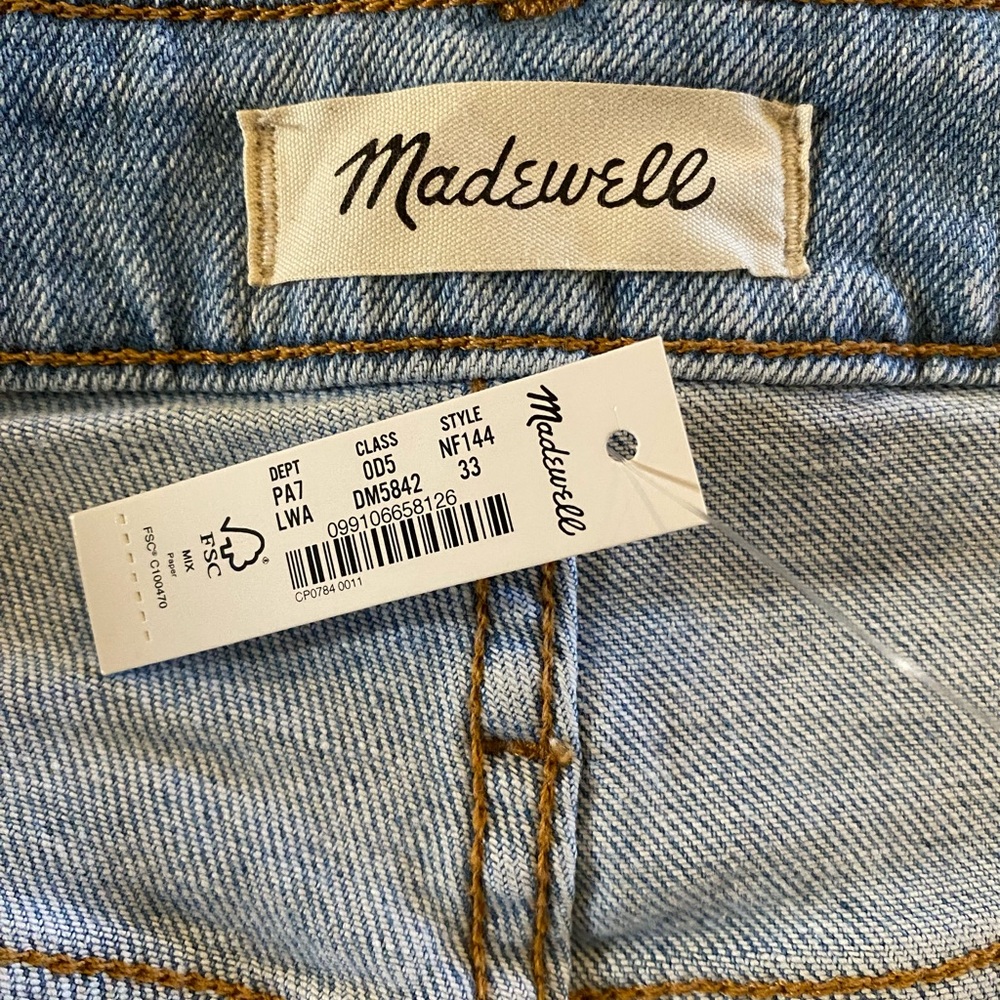 Madewell
DEPT CLASS STYLE
PA7 0D5 NF144
LWA DM5842 33
099106658126
CP0784 0011
Madewell
®
FSC
MIX
Paper
FSC® C100470